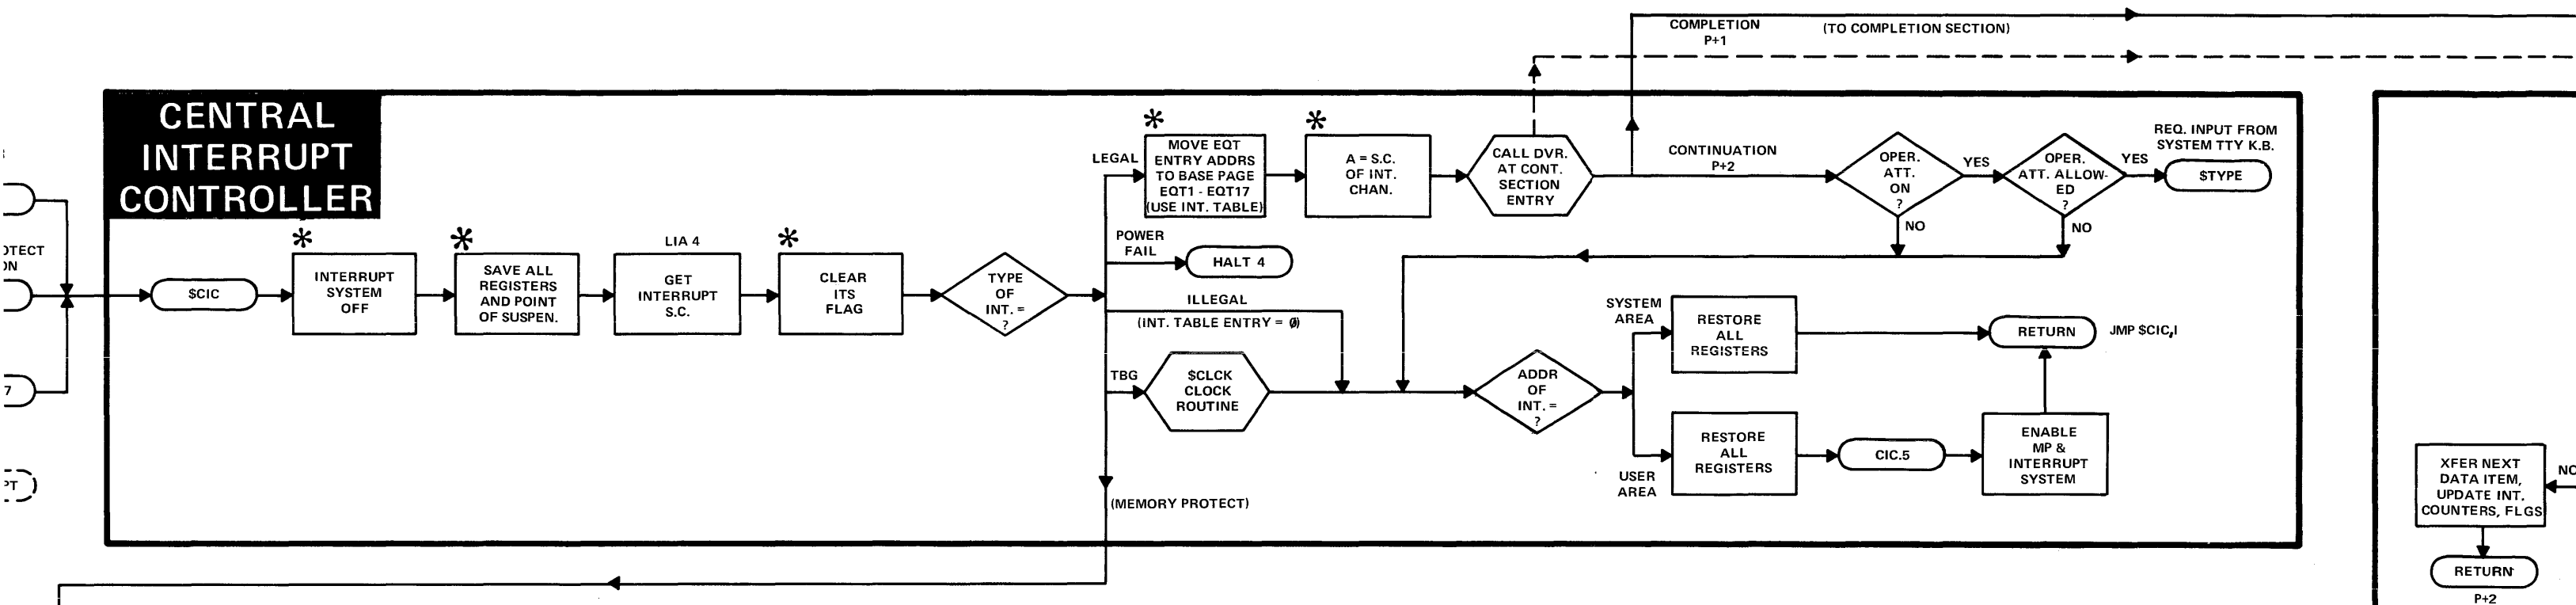 COMPLETION
P+1
(TO COMPLETION SECTION)
CENTRAL
INTERRUPT
CONTROLLER
OTECT
ON
7
PT
$CIC
*
INTERRUPT
SYSTEM
OFF
*
SAVE ALL
REGISTERS
AND POINT
OF SUSPEN.
LIA 4
GET
INTERRUPT
S.C.
*
CLEAR
ITS
FLAG
TYPE
OF
INT. =
?
LEGAL
*
MOVE EQT
ENTRY ADDRS
TO BASE PAGE
EQT1 - EQT17
(USE INT. TABLE)
*
A = S.C.
OF INT.
CHAN.
CALL DVR.
AT CONT.
SECTION
ENTRY
CONTINUATION
P+2
OPER.
ATT.
ON
?
YES
NO
OPER.
ATT. ALLOW-
ED
?
YES
NO
REQ. INPUT FROM
SYSTEM TTY K.B.
$TYPE
POWER
FAIL
HALT 4
ILLEGAL
(INT. TABLE ENTRY = Ø)
TBG
$CLCK
CLOCK
ROUTINE
ADDR
OF
INT. =
?
SYSTEM
AREA
RESTORE
ALL
REGISTERS
RETURN
JMP $CIC,I
USER
AREA
RESTORE
ALL
REGISTERS
CIC.5
ENABLE
MP &
INTERRUPT
SYSTEM
(MEMORY PROTECT)
XFER NEXT
DATA ITEM,
UPDATE INT.
COUNTERS, FLGS
NO
RETURN
P+2